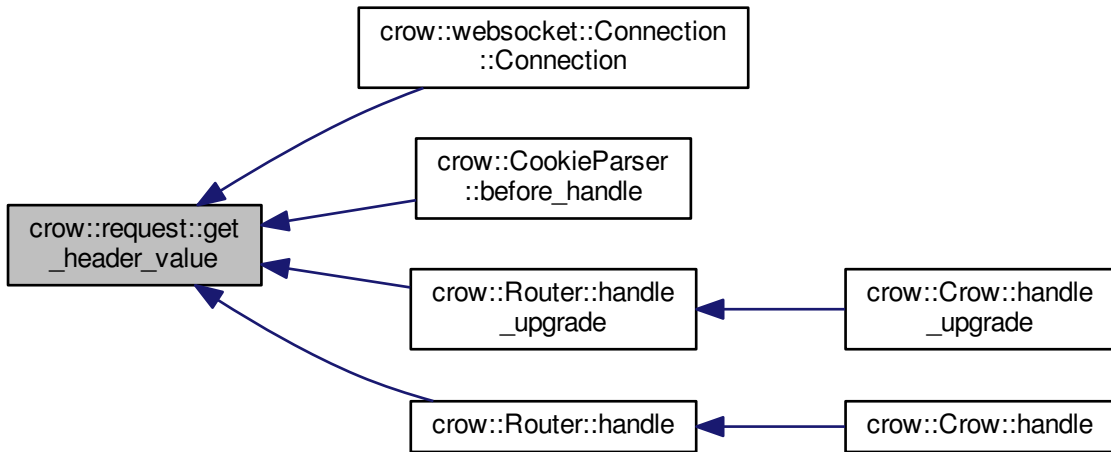 crow::websocket::Connection
::Connection
crow::CookieParser
::before_handle
crow::request::get
_header_value
crow::Router::handle
_upgrade
crow::Crow::handle
_upgrade
crow::Router::handle
crow::Crow::handle